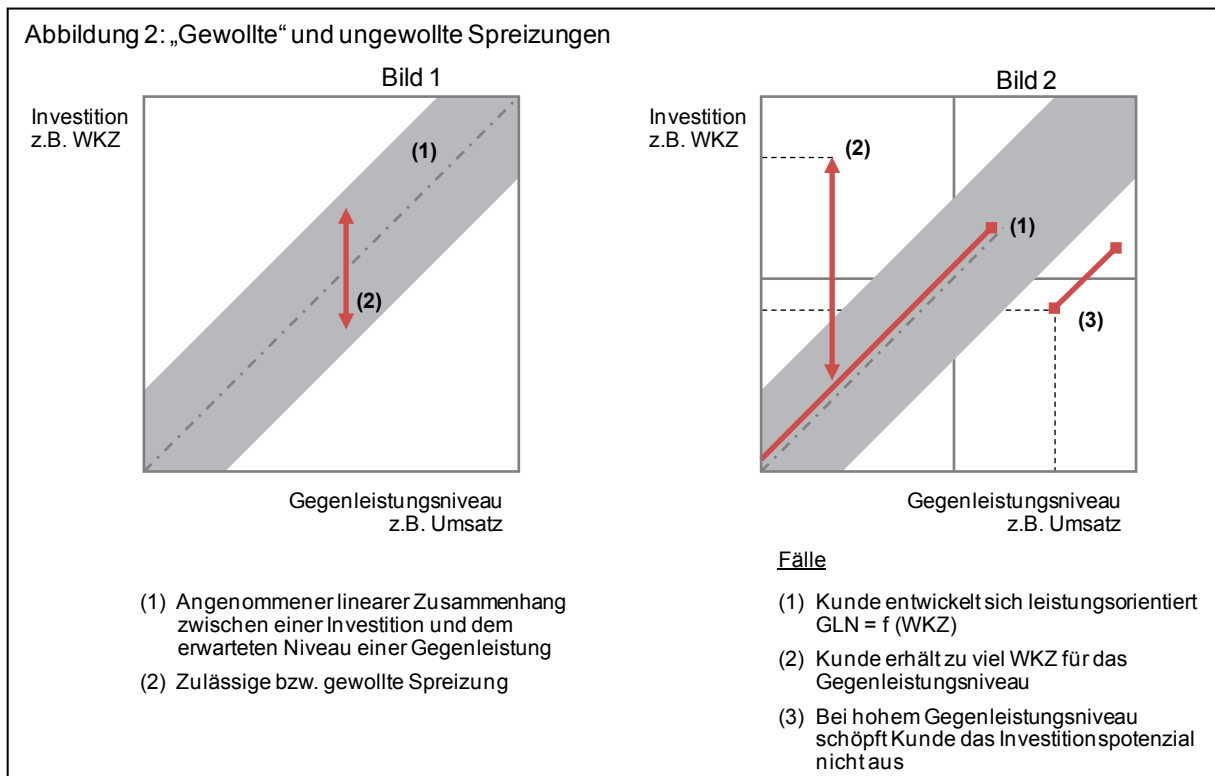 Abbildung 2: „Gewollte“ und ungewollte Spreizungen
Bild 1
Investition
z.B. WKZ
(1)
(2)
Gegenleistungsniveau
z.B. Umsatz
(1) Angenommener linearer Zusammenhang
zwischen einer Investition und dem
erwarteten Niveau einer Gegenleistung
(2) Zulässige bzw. gewollte Spreizung
Bild 2
Investition
z.B. WKZ
(2)
(1)
(3)
Gegenleistungsniveau
z.B. Umsatz
Fälle
(1) Kunde entwickelt sich leistungsorientiert
GLN = f (WKZ)
(2) Kunde erhält zu viel WKZ für das
Gegenleistungsniveau
(3) Bei hohem Gegenleistungsniveau
schöpft Kunde das Investitionspotenzial
nicht aus